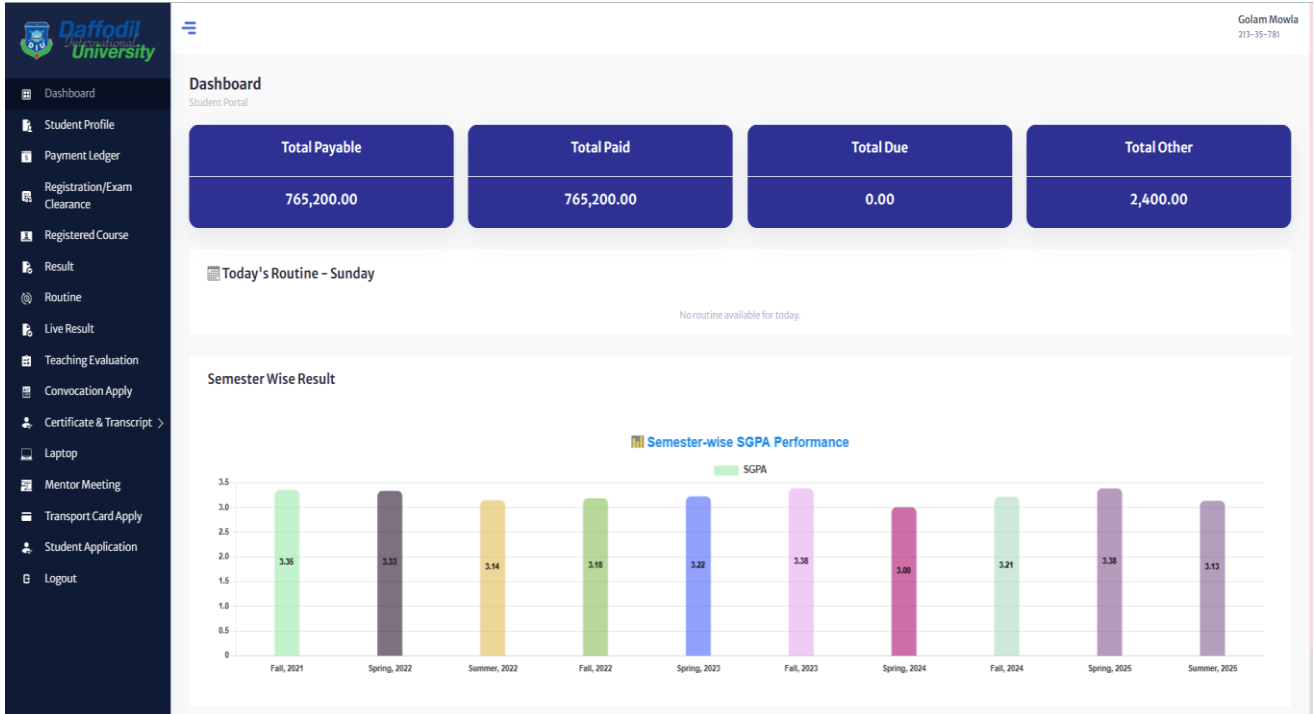 Daffodil
International
University
DIU
Golam Mowla
213-35-781
Dashboard
Student Profile
Payment Ledger
Registration/Exam
Clearance
Registered Course
Result
Routine
Live Result
Teaching Evaluation
Convocation Apply
Certificate & Transcript >
Laptop
Mentor Meeting
Transport Card Apply
Student Application
Logout
Dashboard
Student Portal
Total Payable
765,200.00
Total Paid
765,200.00
Total Due
0.00
Total Other
2,400.00
Today's Routine - Sunday
No routine available for today.
Semester Wise Result
Semester-wise SGPA Performance
SGPA
3.5
3.0
2.5
2.0
1.5
1.0
0.5
0
3.35
3.33
3.14
3.18
3.22
3.38
3.00
3.21
3.38
3.13
Fall, 2021
Spring, 2022
Summer, 2022
Fall, 2022
Spring, 2023
Fall, 2023
Spring, 2024
Fall, 2024
Spring, 2025
Summer, 2025